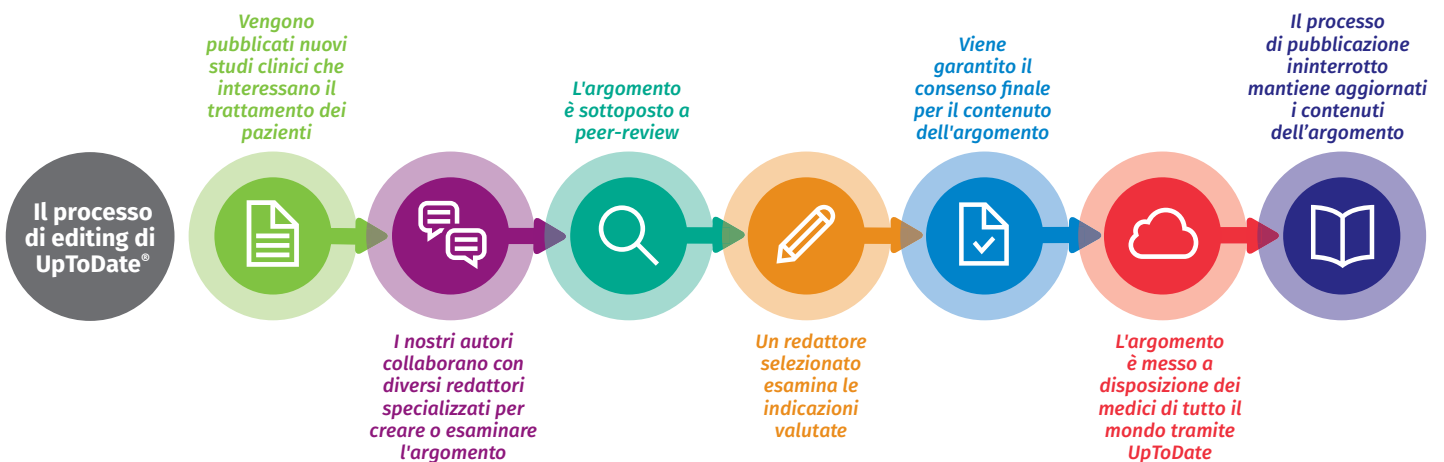 Il processo
di editing di
UpToDate®
Vengono
pubblicati nuovi
studi clinici che
interessano il
trattamento dei
pazienti
I nostri autori
collaborano con
diversi redattori
specializzati per
creare o esaminare
l'argomento
L'argomento
è sottoposto a
peer-review
Un redattore
selezionato
esamina le
indicazioni
valutate
Viene
garantito il
consenso finale
per il contenuto
dell'argomento
L'argomento
è messo a
disposizione dei
medici di tutto il
mondo tramite
UpToDate
Il processo
di pubblicazione
ininterrotto
mantiene aggiornati
i contenuti
dell’argomento